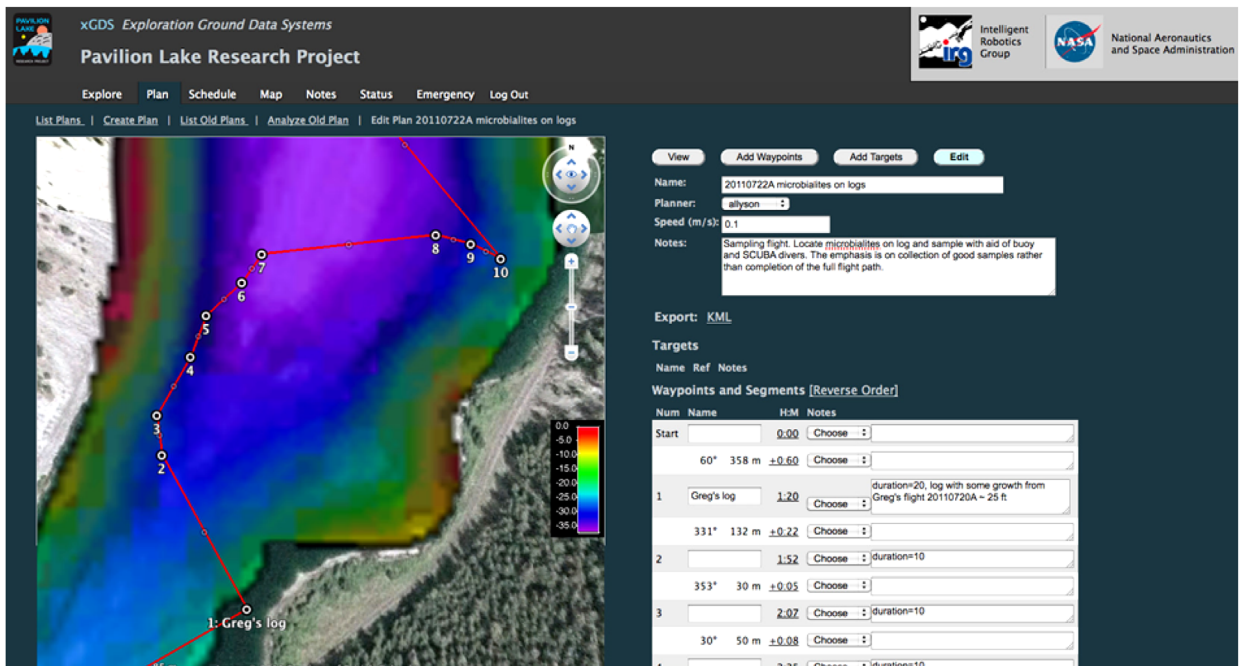 PAVILION
LAKE
RESEARCH PROJECT
xGDS Exploration Ground Data Systems
Pavilion Lake Research Project
irg
Intelligent
Robotics
Group
NASA
National Aeronautics
and Space Administration
Explore Plan Schedule Map Notes Status Emergency Log Out
List Plans | Create Plan | List Old Plans | Analyze Old Plan | Edit Plan 20110722A microbialites on logs
N
8
9
10
7
6
5
4
3
2
1: Greg's log
0.0
-5.0
-10.0
-15.0
-20.0
-25.0
-30.0
-35.0
View Add Waypoints Add Targets Edit
Name: 20110722A microbialites on logs
Planner: allyson
Speed (m/s): 0.1
Notes: Sampling flight. Locate microbialites on log and sample with aid of buoy
and SCUBA divers. The emphasis is on collection of good samples rather
than completion of the full flight path.
Export: KML
Targets
Name Ref Notes
Waypoints and Segments [Reverse Order]
Num Name H:M Notes
Start 0:00 Choose
60° 358 m +0:60 Choose
1 Greg's log 1:20 Choose duration=20, log with some growth from
Greg's flight 20110720A ~ 25 ft
331° 132 m +0:22 Choose
2 1:52 Choose duration=10
353° 30 m +0:05 Choose
3 2:07 Choose duration=10
30° 50 m +0:08 Choose
Choose duration=10